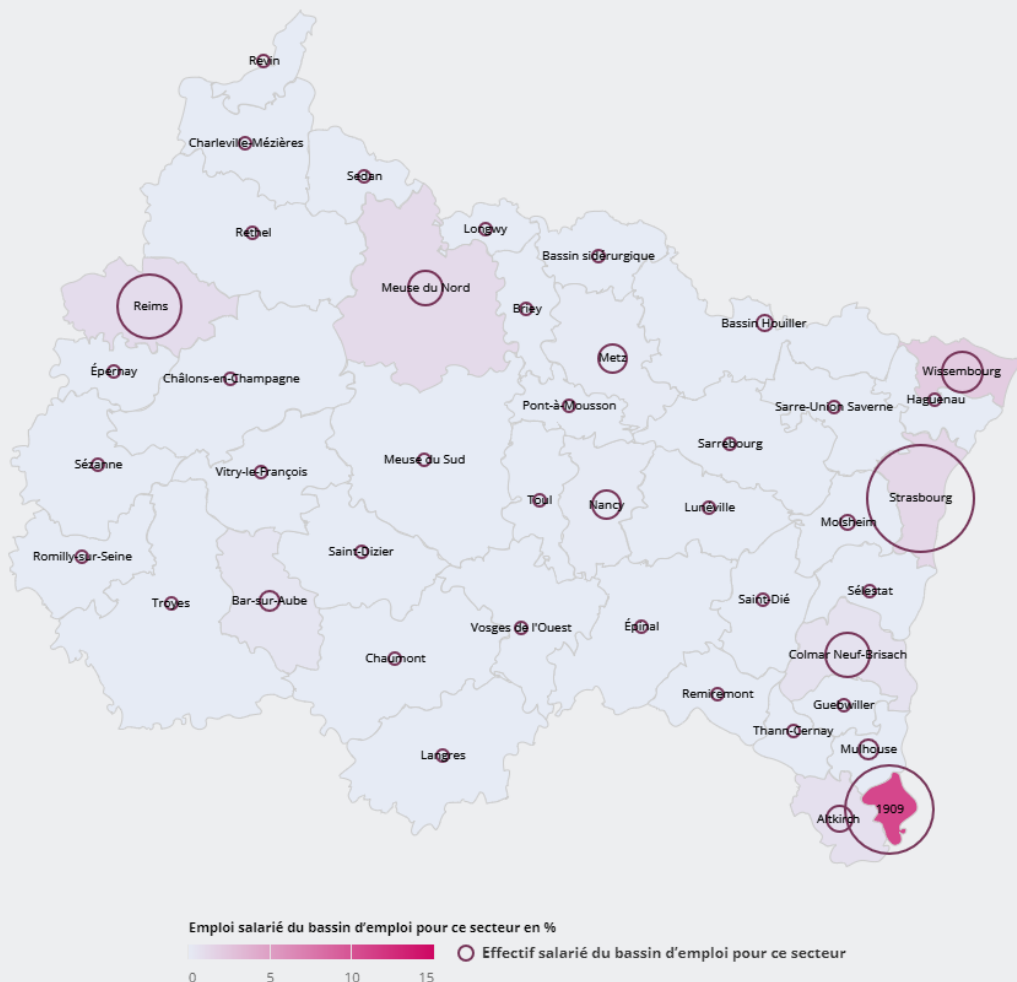 Revin
Charleville-Mézières
Sedan
Rethel
Longwy
Bassin sidérurgique
Meuse du Nord
Reims
Briey
Bassin Houiller
Metz
Épernay
Châlons-en-Champagne
Wissembourg
Haguenau
Pont-à-Mousson
Sarre-Union Saverne
Sarrebourg
Sézanne
Vitry-le-François
Meuse du Sud
Toul
Nancy
Lunéville
Strasbourg
Molsheim
Romilly-sur-Seine
Saint-Dizier
Troyes
Bar-sur-Aube
Saint-Dié
Sélestat
Vosges de l'Ouest
Épinal
Chaumont
Colmar Neuf-Brisach
Remiremont
Guebwiller
Thann-Cernay
Langres
Mulhouse
Altkirch
1909
Emploi salarié du bassin d’emploi pour ce secteur en %
0 5 10 15
Effectif salarié du bassin d’emploi pour ce secteur